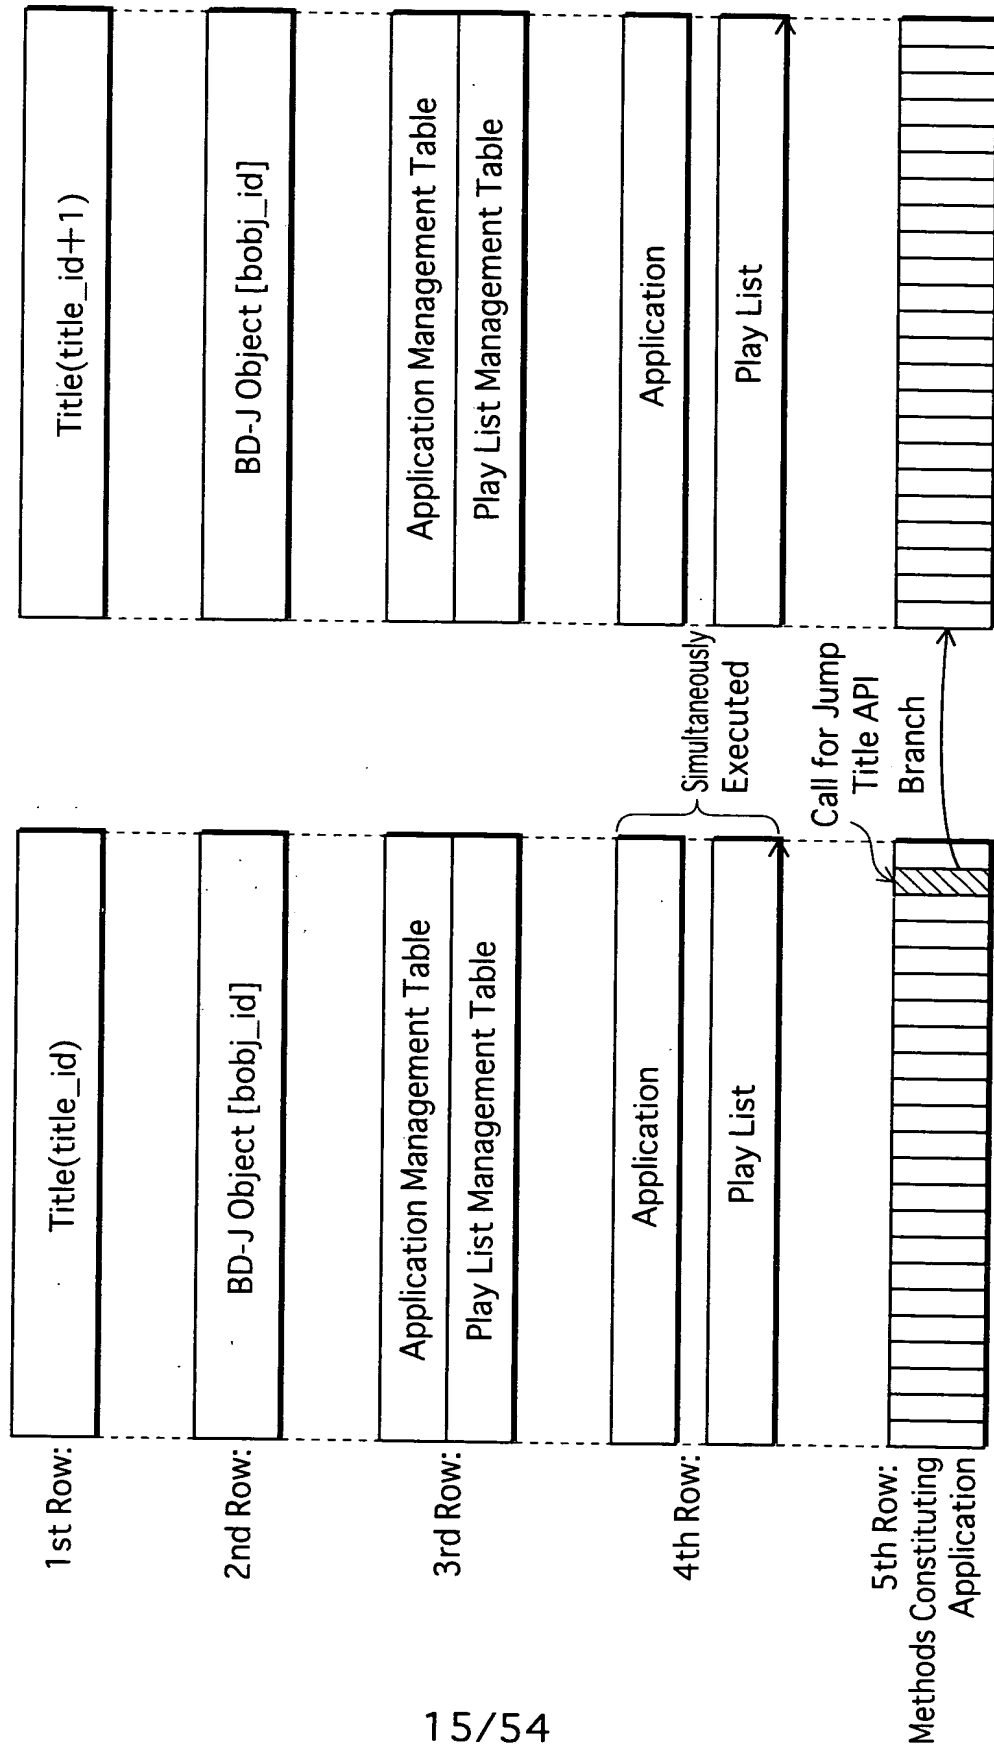 1st Row:
Title(title_id)
Title(title_id+1)
2nd Row:
BD-J Object [bobj_id]
BD-J Object [bobj_id]
3rd Row:
Application Management Table
Play List Management Table
Application Management Table
Play List Management Table
4th Row:
Application
Play List
Simultaneously
Executed
Application
Play List
5th Row:
Methods Constituting
Application
Call for Jump
Title API
Branch
15/54